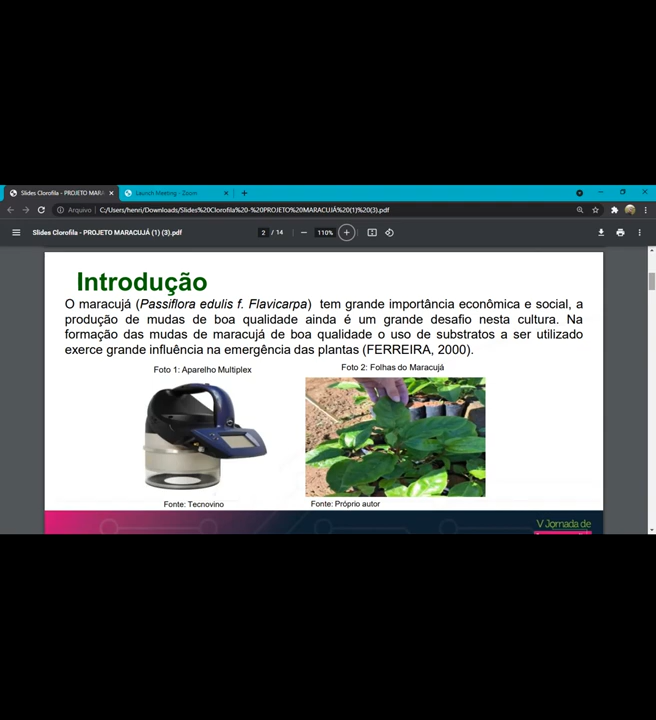 Slides Clorofila - PROJETO MARA
Launch Meeting - Zoom
Arquivo | C:/Users/henri/Downloads/Slides%20Clorofila%20-%20PROJETO%20MARACUJÁ%20(1)%20(3).pdf
Slides Clorofila - PROJETO MARACUJÁ (1) (3).pdf 2 / 14 110%
Introdução
O maracujá (Passiflora edulis f. Flavicarpa) tem grande importância econômica e social, a
produção de mudas de boa qualidade ainda é um grande desafio nesta cultura. Na
formação das mudas de maracujá de boa qualidade o uso de substratos a ser utilizado
exerce grande influência na emergência das plantas (FERREIRA, 2000).
Foto 1: Aparelho Multiplex
Foto 2: Folhas do Maracujá
Fonte: Tecnovino
Fonte: Próprio autor
V Jornada de